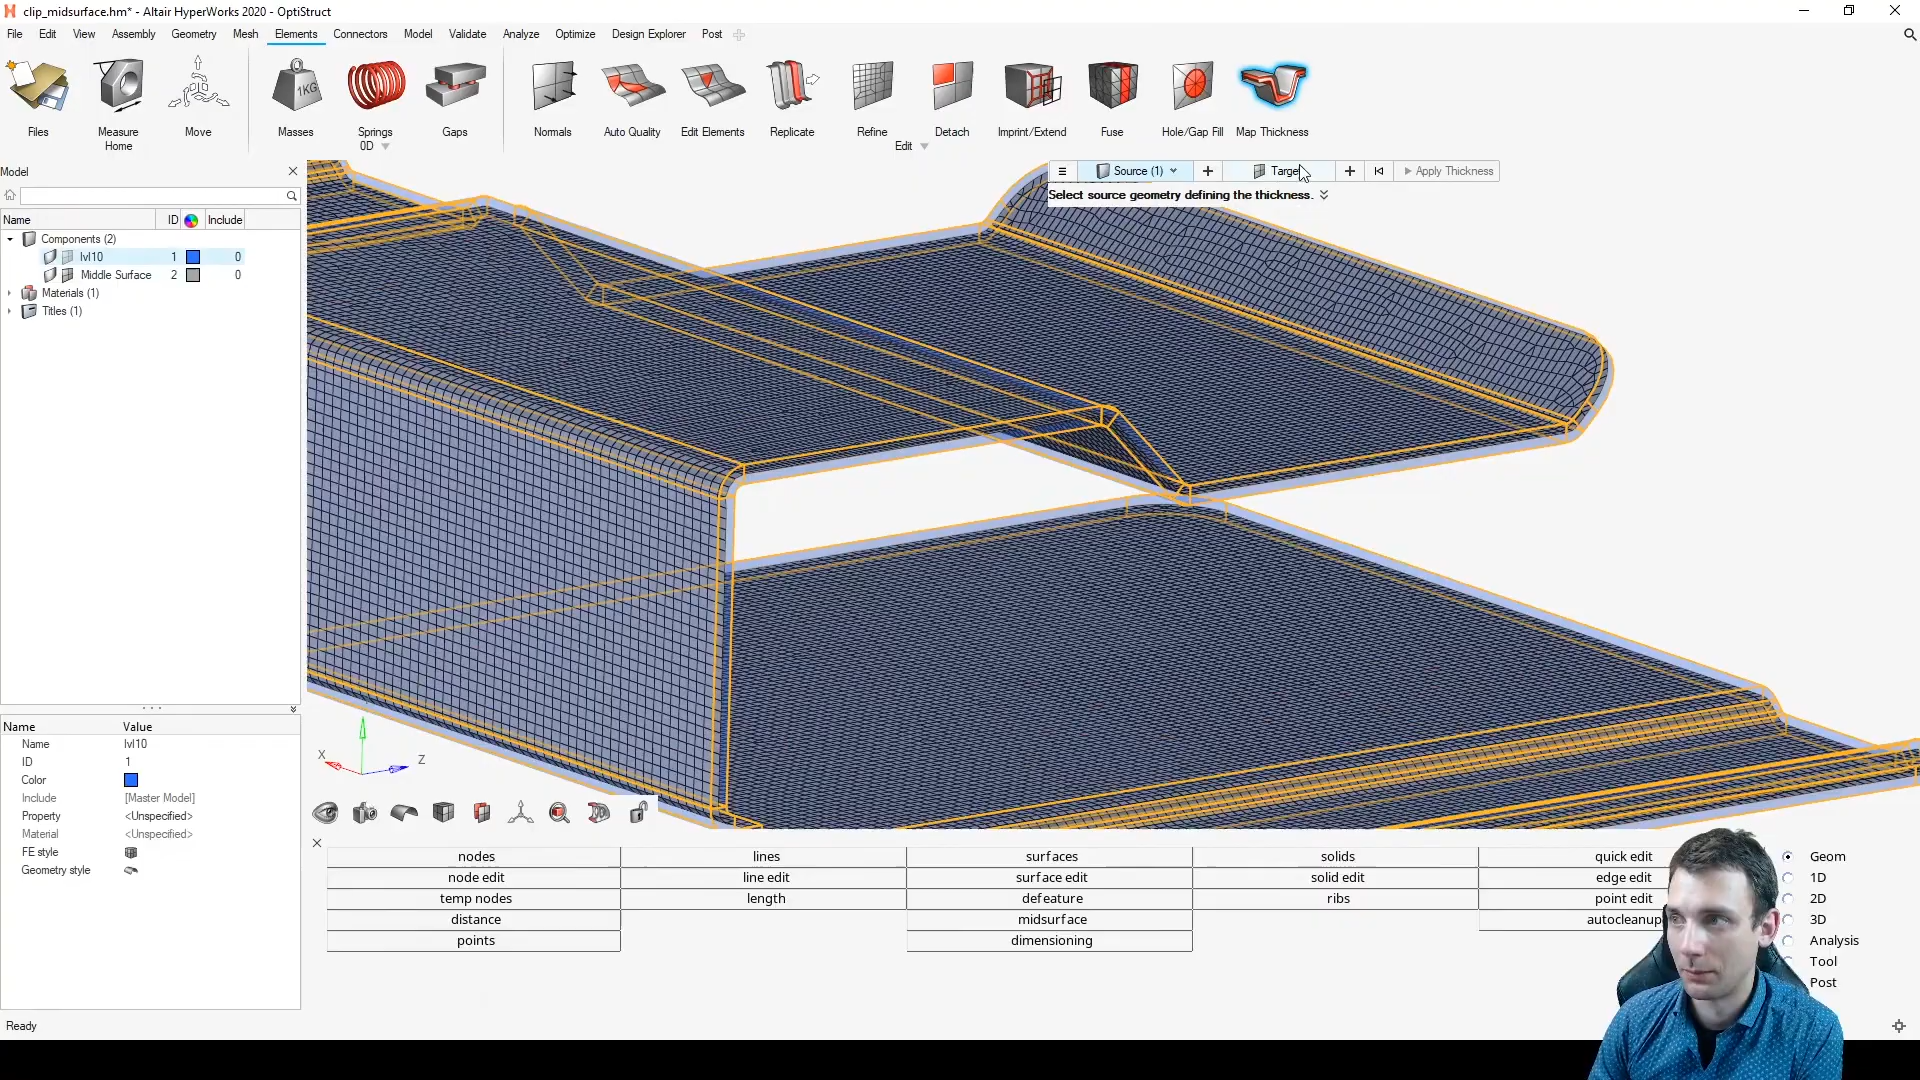 clip_midsurface.hm* - Altair HyperWorks 2020 - OptiStruct
File Edit View Assembly Geometry Mesh Elements Connectors Model Validate Analyze Optimize Design Explorer Post
1KG
Files Measure Move Masses Springs Gaps Normals Auto Quality Edit Elements Replicate Refine Detach Imprint/Extend Fuse Hole/Gap Fill Map Thickness
Home 0D Edit
Model
Source (1) Target Apply Thickness
Select source geometry defining the thickness.
Name ID Include
Components (2)
lvl10 1 0
Middle Surface 2 0
Materials (1)
Titles (1)
Name Value
Name lvl10
ID 1
Color
Include [Master Model]
Property <Unspecified>
Material <Unspecified>
FE style
Geometry style
X Z
nodes lines surfaces solids quick edit Geom
node edit line edit surface edit solid edit edge edit 1D
temp nodes length defeature ribs point edit 2D
distance midsurface autocleanup 3D
points dimensioning Analysis
Tool
Post
Ready